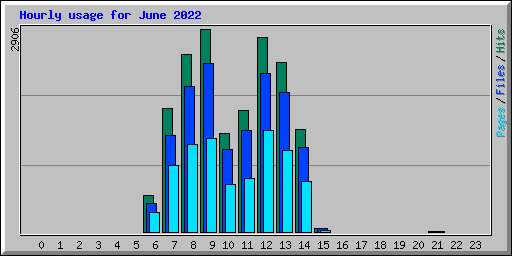 Hourly usage for June 2022
2906
Pages/Files/Hits
0 1 2 3 4 5 6 7 8 9 10 11 12 13 14 15 16 17 18 19 20 21 22 23